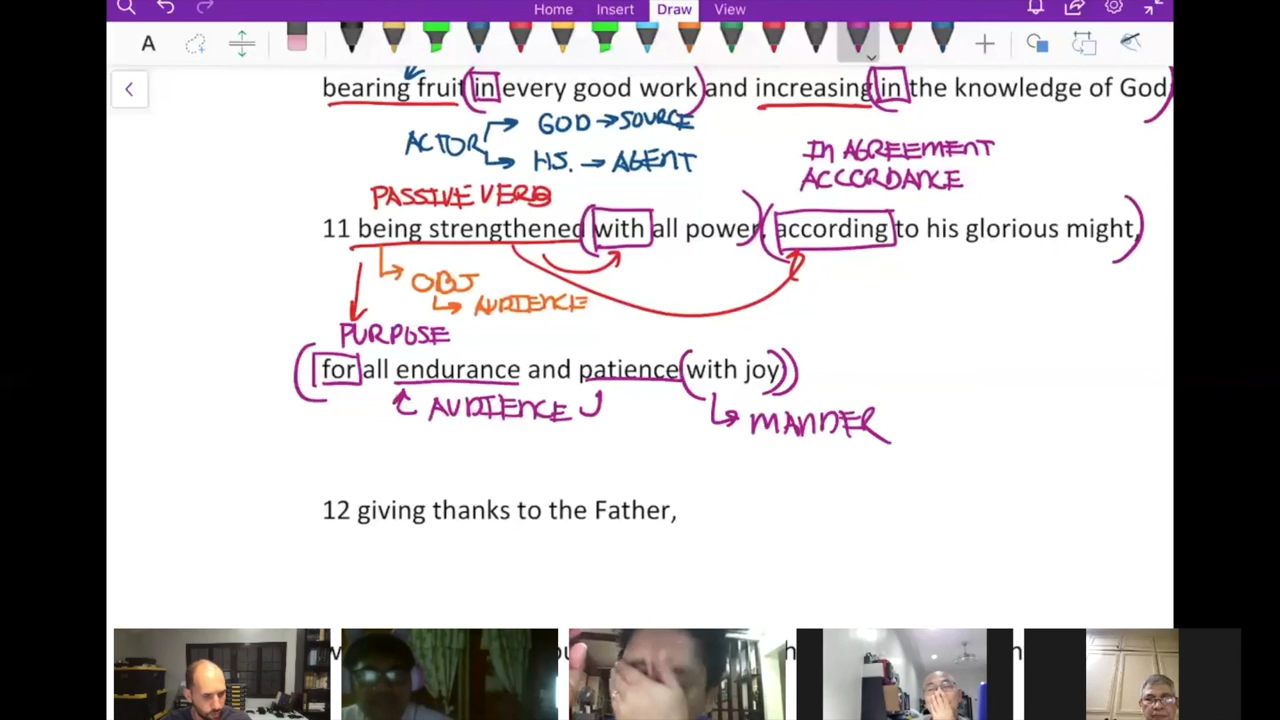 Home Insert Draw View
A
bearing fruit in every good work and increasing in the knowledge of God
ACTOR GOD → SOURCE
HS. → AGENT
In AGREEMENT
ACCORDANCE
PASSIVE VERB
11 being strengthened with all power, according to his glorious might,
OBJ
AUDIENCE
PURPOSE
for all endurance and patience with joy
AUDIENCE
MANNER
12 giving thanks to the Father,